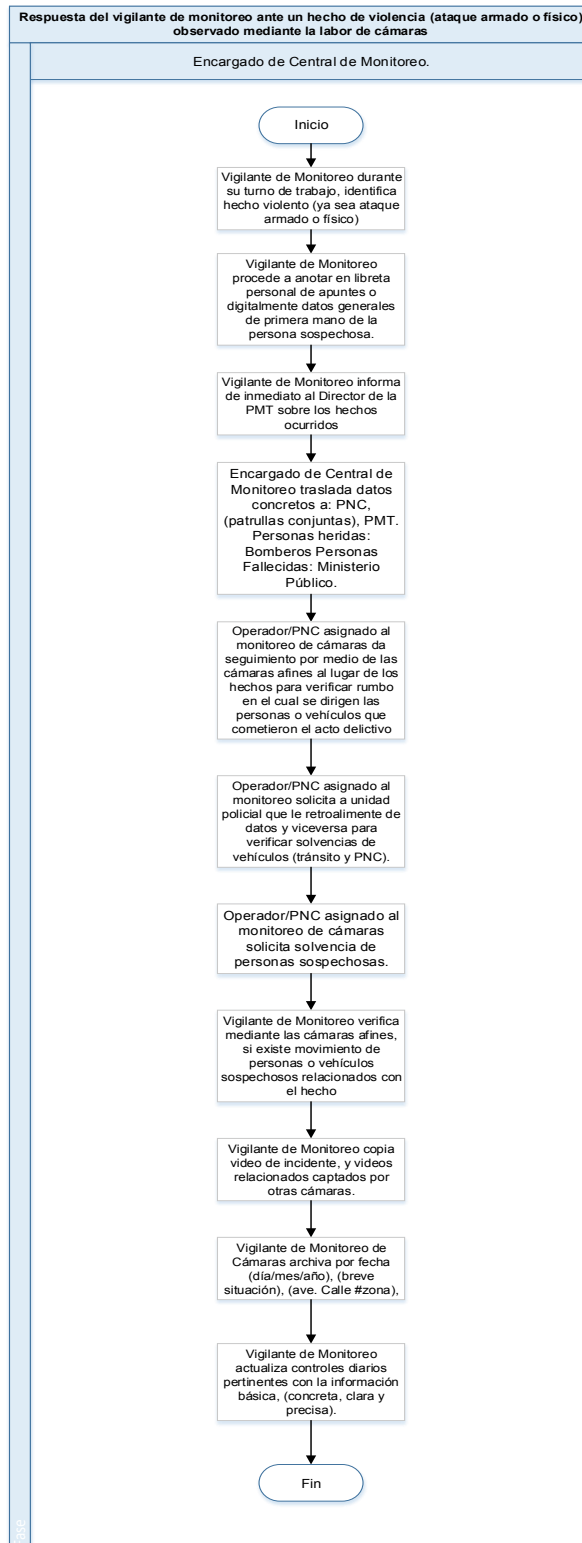 Respuesta del vigilante de monitoreo ante un hecho de violencia (ataque armado o físico)
observado mediante la labor de cámaras
Encargado de Central de Monitoreo.
Inicio
Vigilante de Monitoreo durante
su turno de trabajo, identifica
hecho violento (ya sea ataque
armado o físico)
Vigilante de Monitoreo
procede a anotar en libreta
personal de apuntes o
digitalmente datos generales
de primera mano de la
persona sospechosa.
Vigilante de Monitoreo informa
de inmediato al Director de la
PMT sobre los hechos
ocurridos
Encargado de Central de
Monitoreo traslada datos
concretos a: PNC,
(patrullas conjuntas), PMT.
Personas heridas:
Bomberos Personas
Fallecidas: Ministerio
Público.
Operador/PNC asignado al
monitoreo de cámaras da
seguimiento por medio de las
cámaras afines al lugar de los
hechos para verificar rumbo
en el cual se dirigen las
personas o vehículos que
cometieron el acto delictivo
Operador/PNC asignado al
monitoreo solicita a unidad
policial que le retroalimente de
datos y viceversa para
verificar solvencias de
vehículos (tránsito y PNC).
Operador/PNC asignado al
monitoreo de cámaras
solicita solvencia de
personas sospechosas.
Vigilante de Monitoreo verifica
mediante las cámaras afines,
si existe movimiento de
personas o vehículos
sospechosos relacionados con
el hecho
Vigilante de Monitoreo copia
video de incidente, y videos
relacionados captados por
otras cámaras.
Vigilante de Monitoreo de
Cámaras archiva por fecha
(día/mes/año), (breve
situación), (ave. Calle #zona),
Vigilante de Monitoreo
actualiza controles diarios
pertinentes con la información
básica, (concreta, clara y
precisa).
Fin
Fase